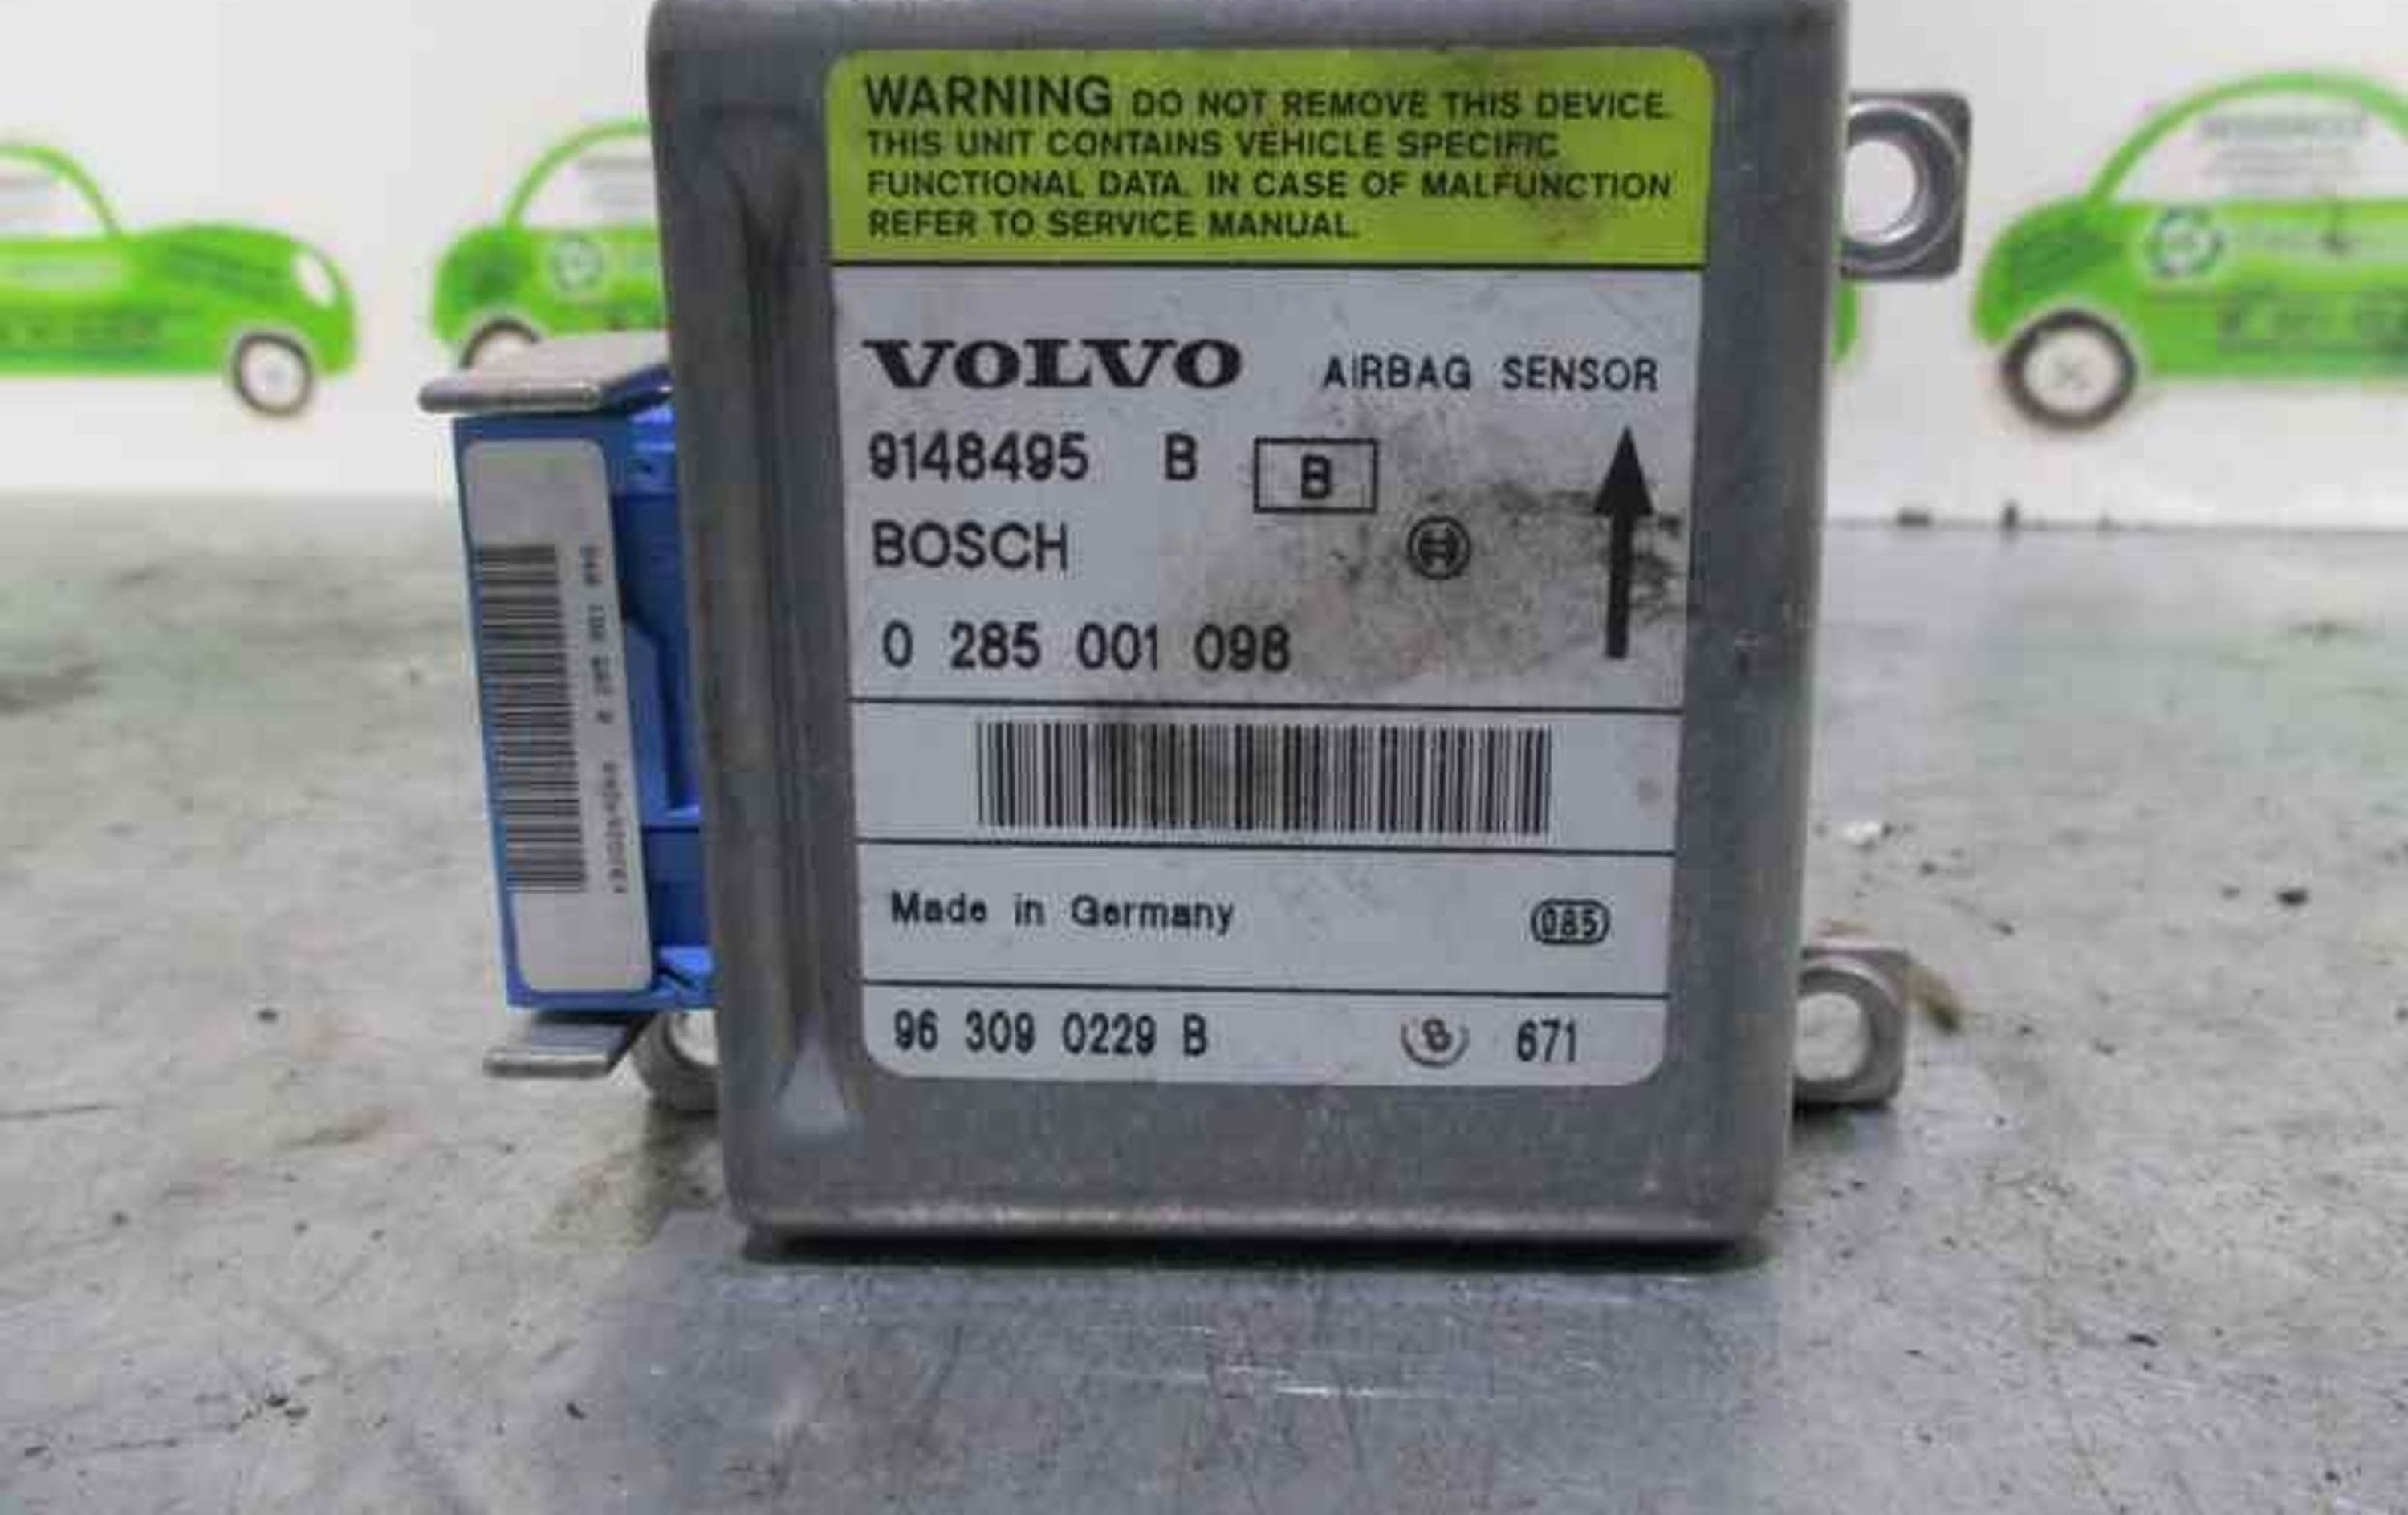 WARNING DO NOT REMOVE THIS DEVICE.
THIS UNIT CONTAINS VEHICLE SPECIFIC
FUNCTIONAL DATA. IN CASE OF MALFUNCTION
REFER TO SERVICE MANUAL.
VOLVO AIRBAG SENSOR
9148495 B B
BOSCH
0 285 001 098
Made in Germany 085
96 309 0229 B 8 671